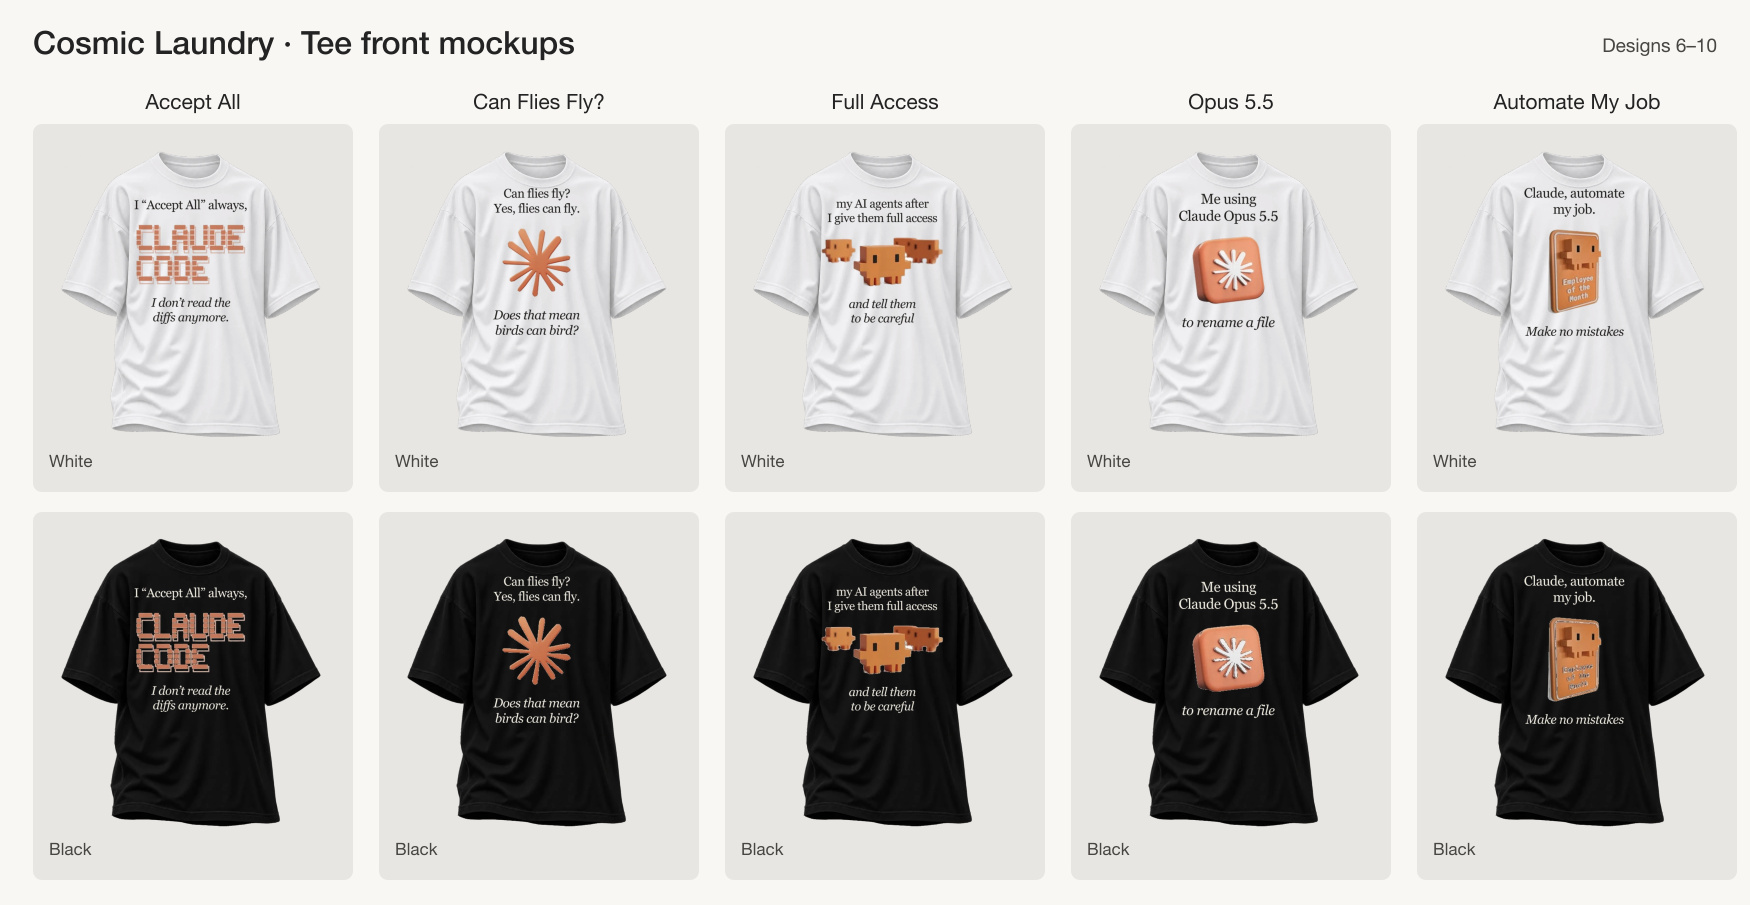 Cosmic Laundry · Tee front mockups
Designs 6–10
Accept All
Can Flies Fly?
Full Access
Opus 5.5
Automate My Job
I “Accept All” always,
CLAUDE
CODE
I don’t read the
diffs anymore.
White
Can flies fly?
Yes, flies can fly.
Does that mean
birds can bird?
White
my AI agents after
I give them full access
and tell them
to be careful
White
Me using
Claude Opus 5.5
to rename a file
White
Claude, automate
my job.
Employee
of the
Month
Make no mistakes
White
I “Accept All” always,
CLAUDE
CODE
I don’t read the
diffs anymore.
Black
Can flies fly?
Yes, flies can fly.
Does that mean
birds can bird?
Black
my AI agents after
I give them full access
and tell them
to be careful
Black
Me using
Claude Opus 5.5
to rename a file
Black
Claude, automate
my job.
Make no mistakes
Black